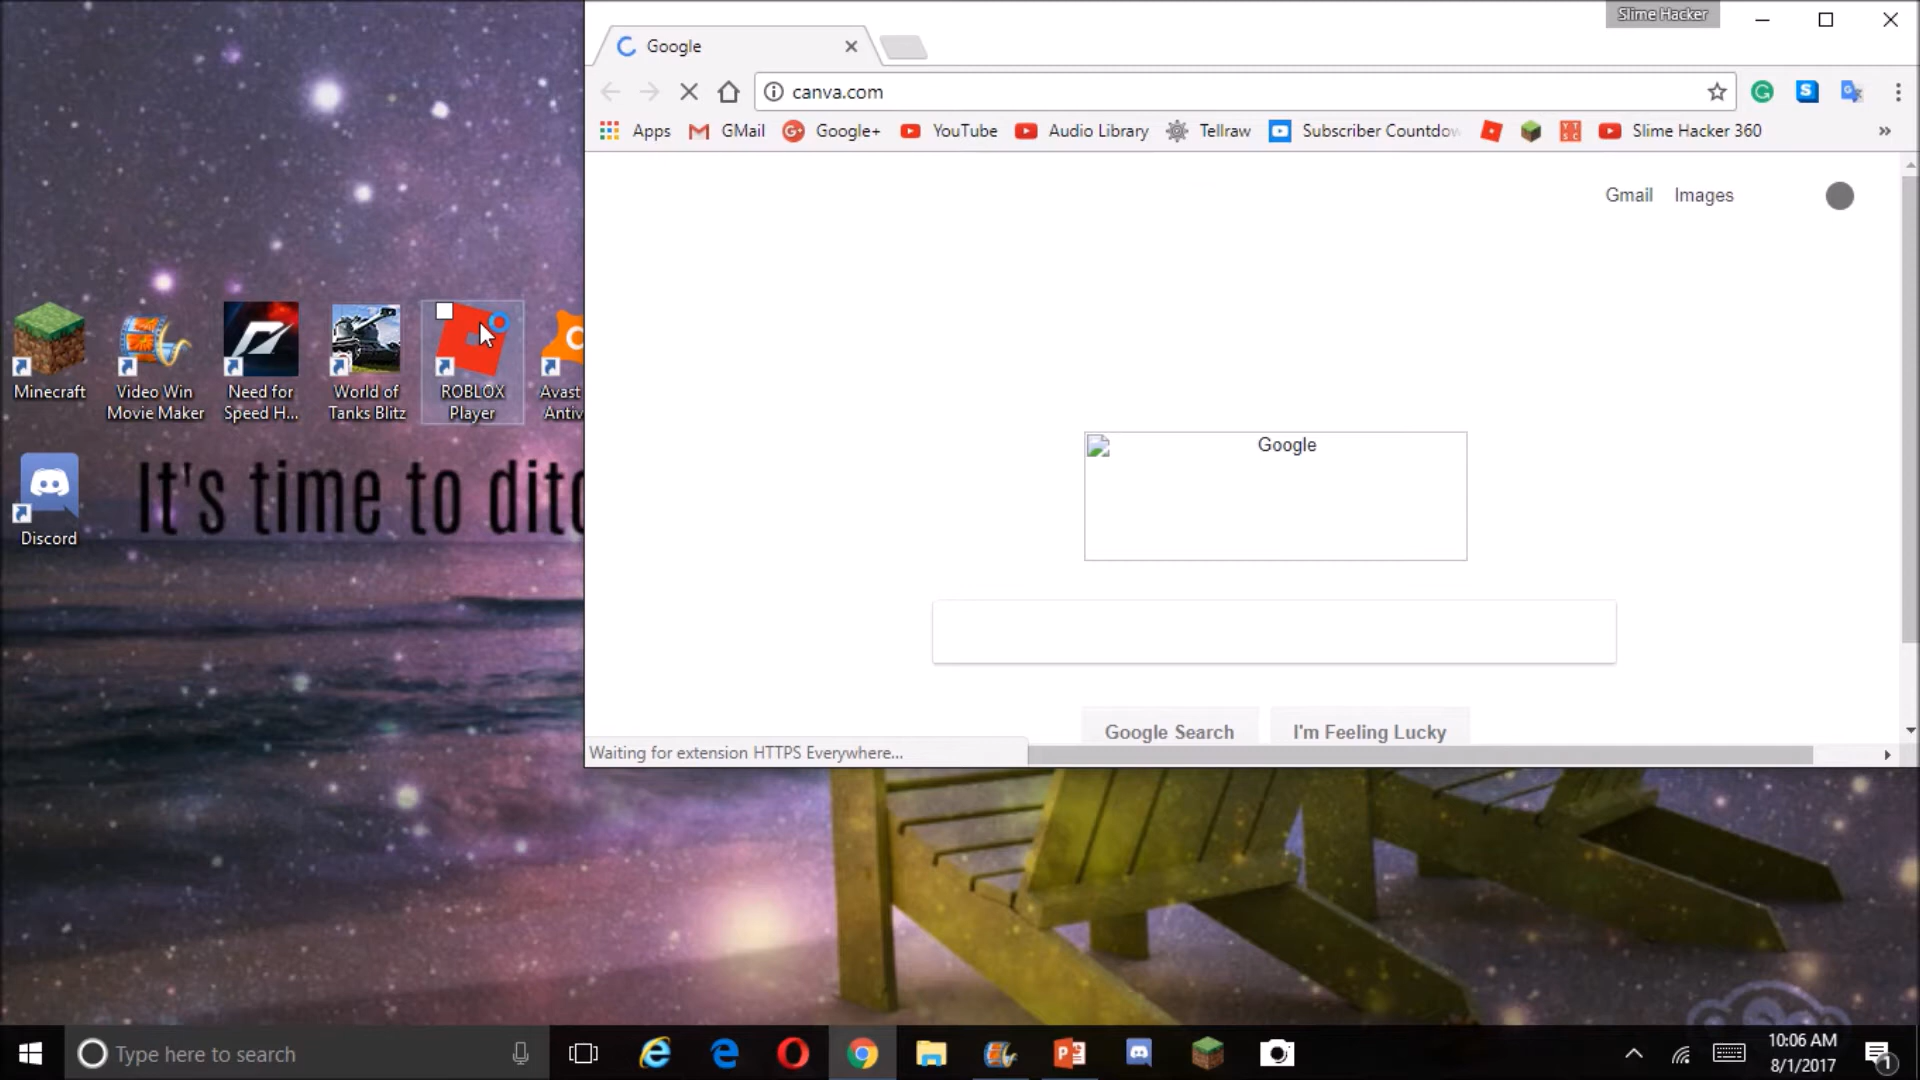 Slime Hacker
Google
canva.com
Apps GMail Google+ YouTube Audio Library Tellraw Subscriber Countdow Slime Hacker 360
Gmail Images
Google
Google Search I'm Feeling Lucky
Waiting for extension HTTPS Everywhere...
Minecraft
Video Win
Movie Maker
Need for
Speed H...
World of
Tanks Blitz
ROBLOX
Player
Avast
Antiv
Discord
It's time to ditc
Type here to search
10:06 AM
8/1/2017
1